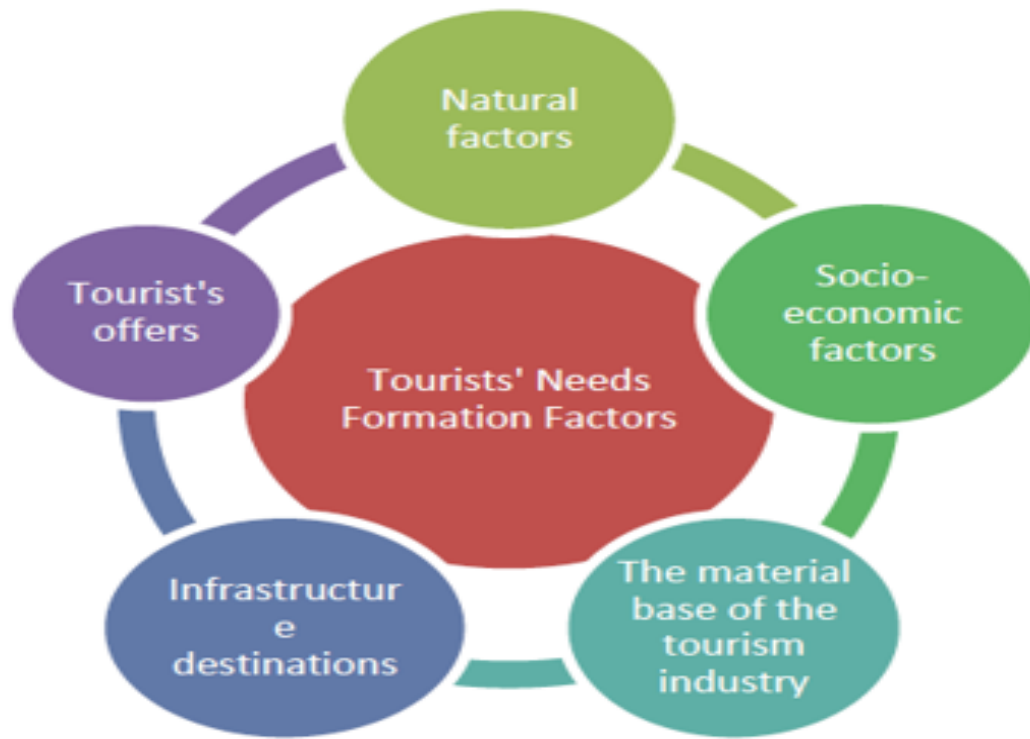 Natural
factors
Socio-
economic
factors
Tourist's
offers
Tourists' Needs
Formation Factors
The material
base of the
tourism
industry
Infrastructur
e
destinations